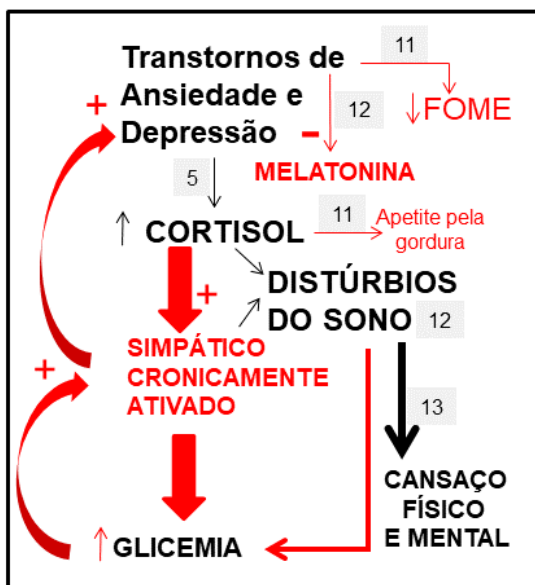 Transtornos de
Ansiedade e
Depressão
11
+
-
12
↓FOME
MELATONINA
5
↑ CORTISOL
11
Apetite pela
gordura
+
DISTÚRBIOS
DO SONO
12
SIMPÁTICO
CRONICAMENTE
ATIVADO
+
13
CANSAÇO
FÍSICO
E MENTAL
↑GLICEMIA